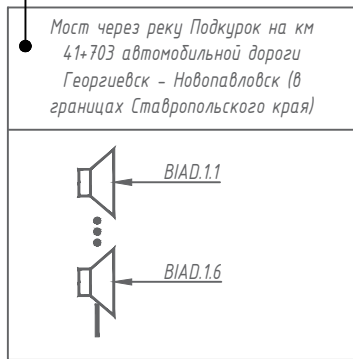 Мост через реку Подкурок на км
41+703 автомобильной дороги
Георгиевск - Новопавловск (в
границах Ставропольского края)
BIAD.1.1
BIAD.1.6